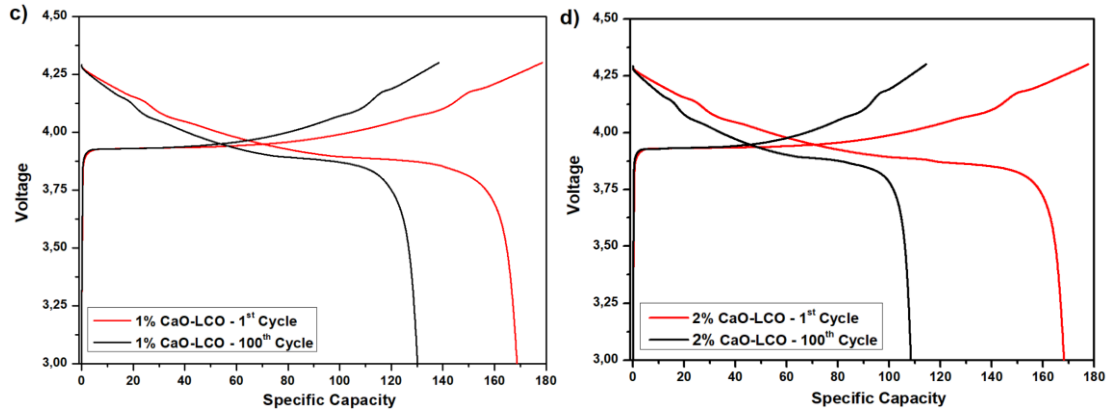 c)
4,50
4,25
4,00
3,75
3,50
3,25
3,00
Voltage
1% CaO-LCO - 1st Cycle
1% CaO-LCO - 100th Cycle
0 20 40 60 80 100 120 140 160 180
Specific Capacity
d)
4,50
4,25
4,00
3,75
3,50
3,25
3,00
Voltage
2% CaO-LCO - 1st Cycle
2% CaO-LCO - 100th Cycle
0 20 40 60 80 100 120 140 160 180
Specific Capacity